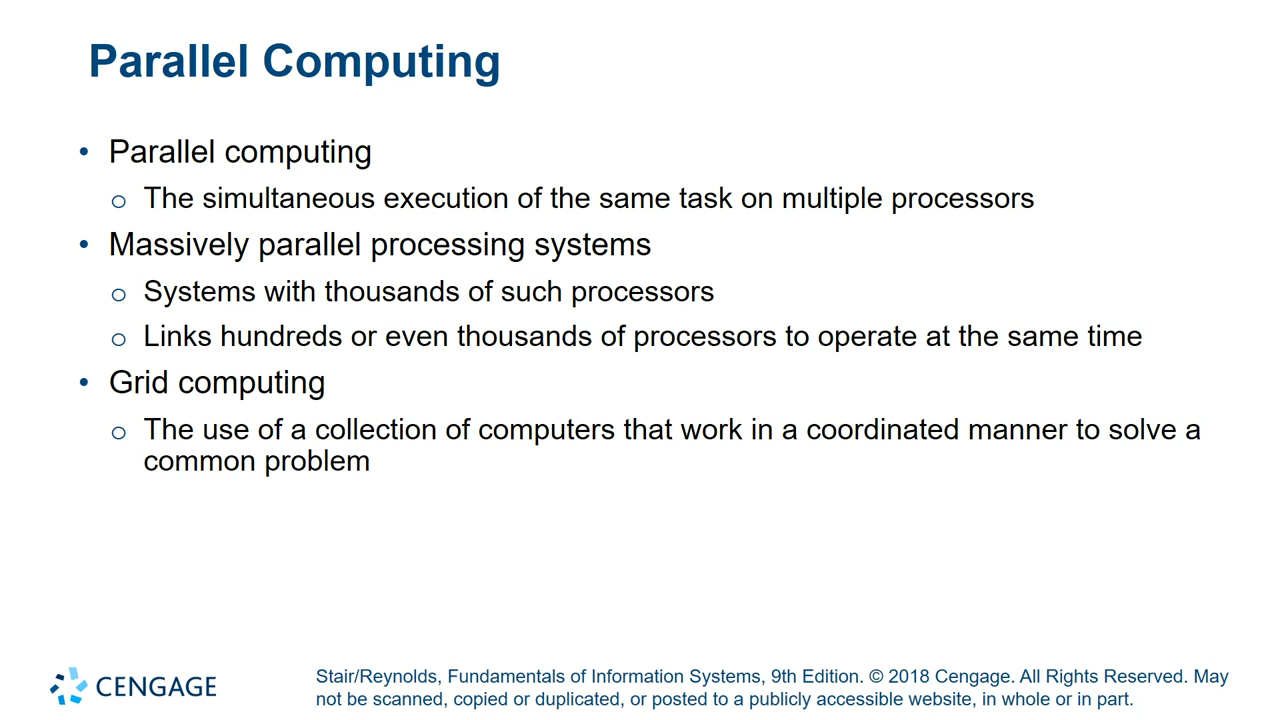 Parallel Computing
• Parallel computing
o The simultaneous execution of the same task on multiple processors
• Massively parallel processing systems
o Systems with thousands of such processors
o Links hundreds or even thousands of processors to operate at the same time
• Grid computing
o The use of a collection of computers that work in a coordinated manner to solve a
common problem
CENGAGE
Stair/Reynolds, Fundamentals of Information Systems, 9th Edition. © 2018 Cengage. All Rights Reserved. May
not be scanned, copied or duplicated, or posted to a publicly accessible website, in whole or in part.